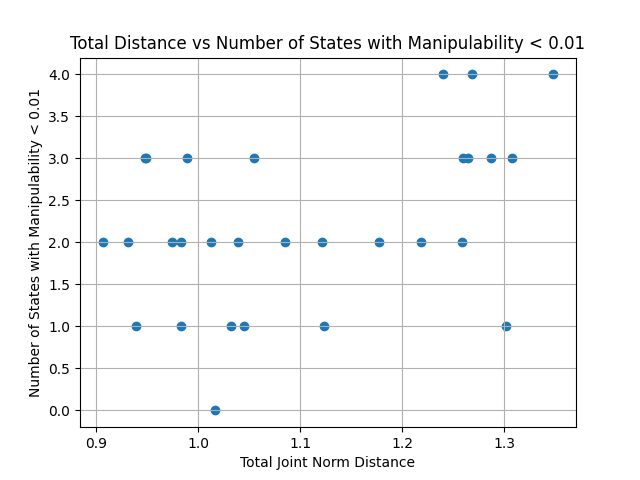 Total Distance vs Number of States with Manipulability < 0.01
Number of States with Manipulability < 0.01
4.0
3.5
3.0
2.5
2.0
1.5
1.0
0.5
0.0
0.9 1.0 1.1 1.2 1.3
Total Joint Norm Distance